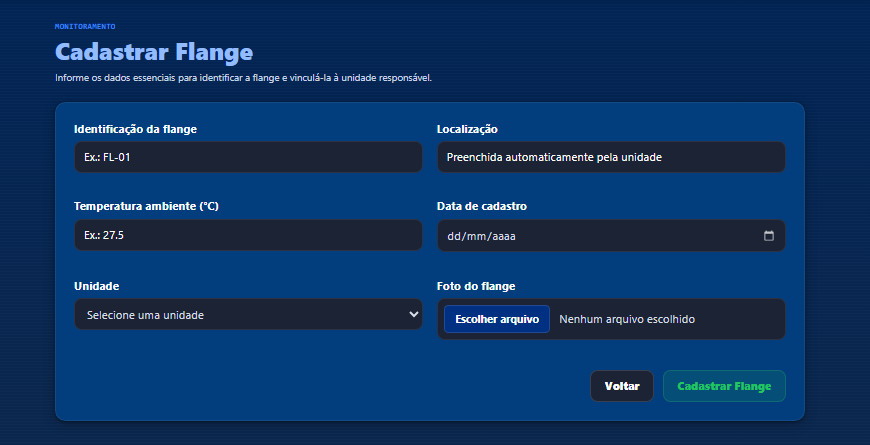 MONITORAMENTO
Cadastrar Flange
Informe os dados essenciais para identificar a flange e vinculá-la à unidade responsável.
Identificação da flange
Localização
Ex.: FL-01
Preenchida automaticamente pela unidade
Temperatura ambiente (°C)
Data de cadastro
Ex.: 27.5
dd/mm/aaaa
Unidade
Foto do flange
Selecione uma unidade
Escolher arquivo Nenhum arquivo escolhido
Voltar
Cadastrar Flange